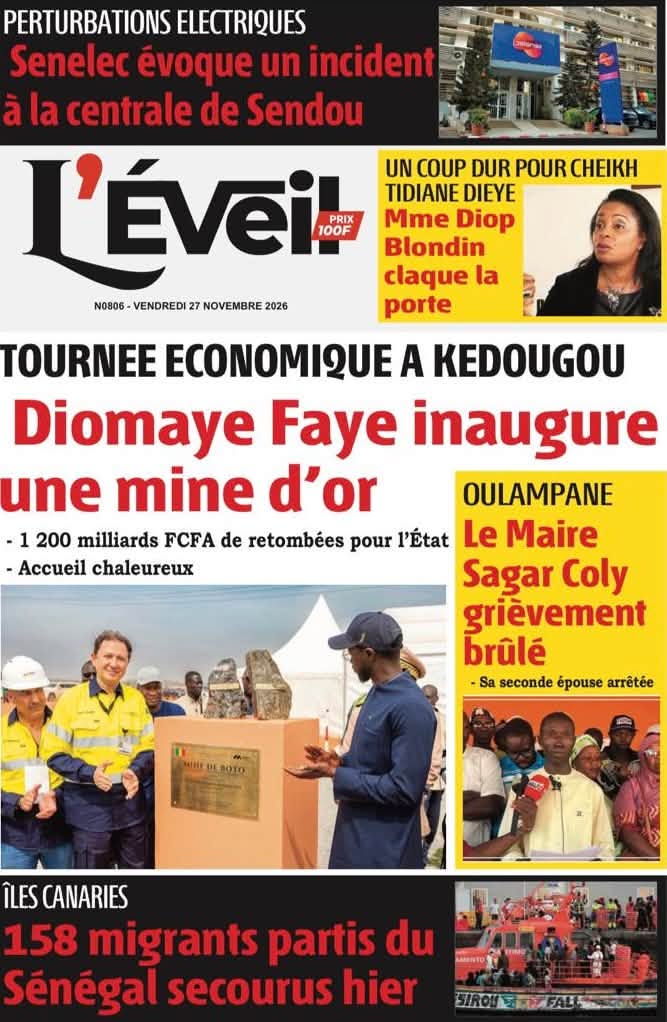 PERTURBATIONS ELECTRIQUES
Senelec évoque un incident
à la centrale de Sendou
senelec
L'Éveil
PRIX
100F
N0806 - VENDREDI 27 NOVEMBRE 2026
UN COUP DUR POUR CHEIKH
TIDIANE DIEYE
Mme Diop
Blondin
claque la
porte
TOURNEE ECONOMIQUE A KEDOUGOU
Diomaye Faye inaugure
une mine d'or
- 1 200 milliards FCFA de retombées pour l'État
- Accueil chaleureux
MINE DE BOTO
OULAMPANE
Le Maire
Sagar Coly
grièvement
brûlé
- Sa seconde épouse arrêtée
ÎLES CANARIES
158 migrants partis du
Sénégal secourus hier
SIROU FALL